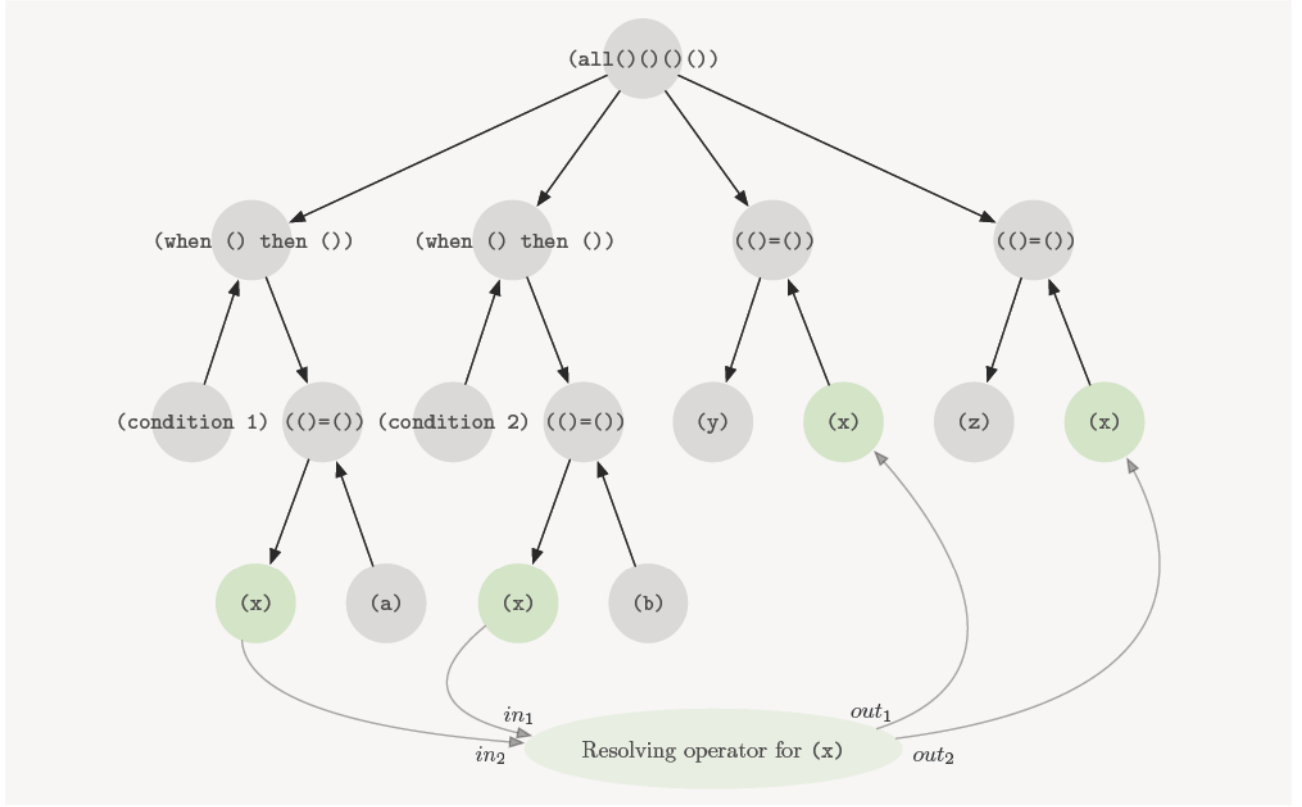 (all()()()())
(when () then ())
(when () then ())
(()=())
(()=())
(condition 1)
(()=())
(condition 2)
(()=())
(y)
(x)
(z)
(x)
(x)
(a)
(x)
(b)
in1
out1
in2
Resolving operator for (x)
out2